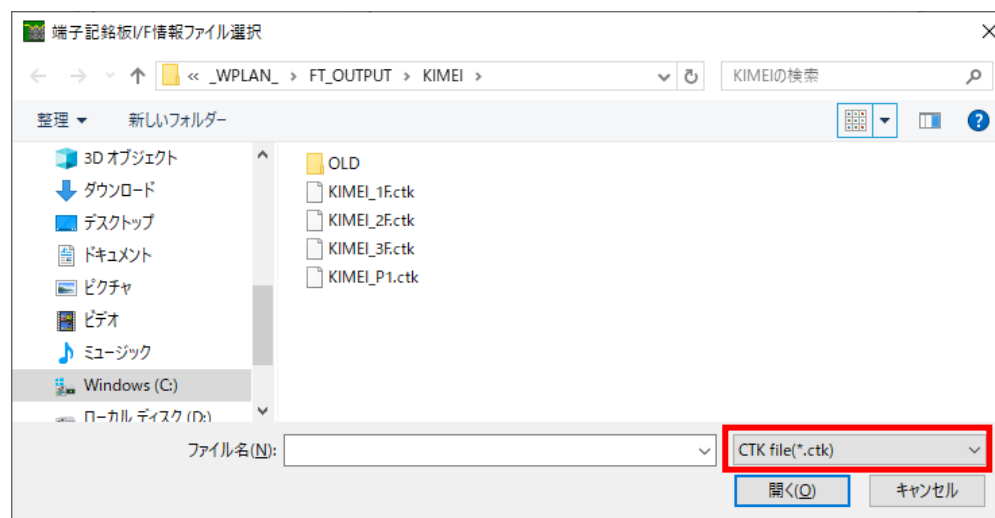 端子記銘板I/F情報ファイル選択
« _WPLAN_ › FT_OUTPUT › KIMEI ›
KIMEIの検索
整理 新しいフォルダー
3D オブジェクト
ダウンロード
デスクトップ
ドキュメント
ピクチャ
ビデオ
ミュージック
Windows (C:)
ローカル ディスク (D:)
OLD
KIMEI_1F.ctk
KIMEI_2F.ctk
KIMEI_3F.ctk
KIMEI_P1.ctk
ファイル名(N):
CTK file(*.ctk)
開く(O) キャンセル